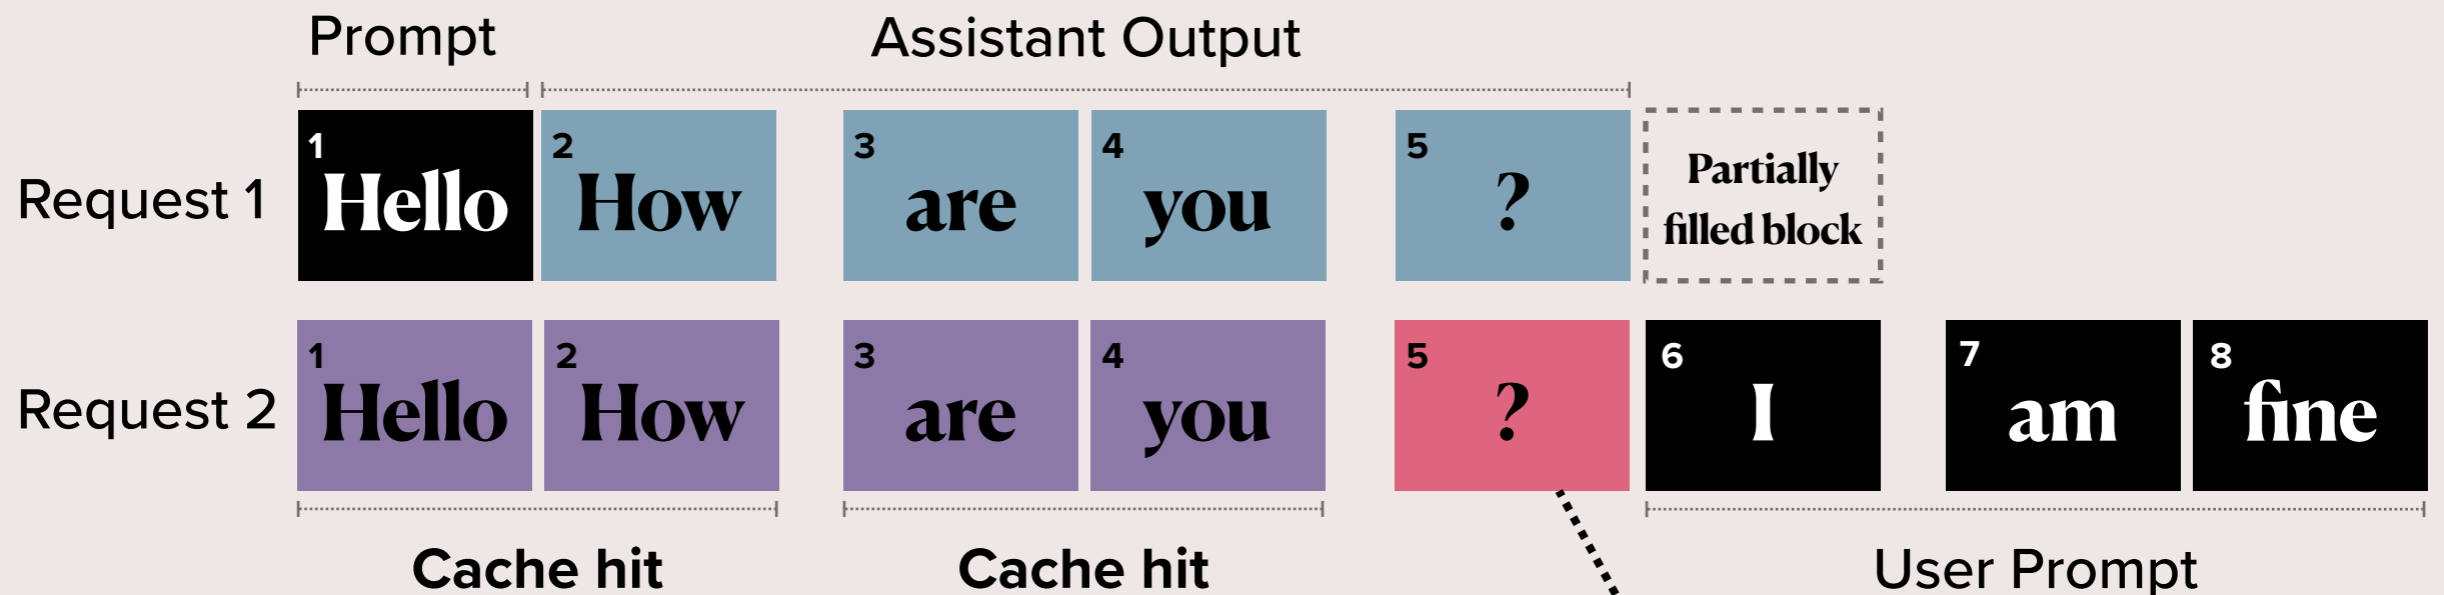 Prompt Assistant Output
Request 1 1 Hello 2 How 3 are 4 you 5 ? Partially
filled block
Request 2 1 Hello 2 How 3 are 4 you 5 ? 6 I 7 am 8 fine
Cache hit Cache hit User Prompt